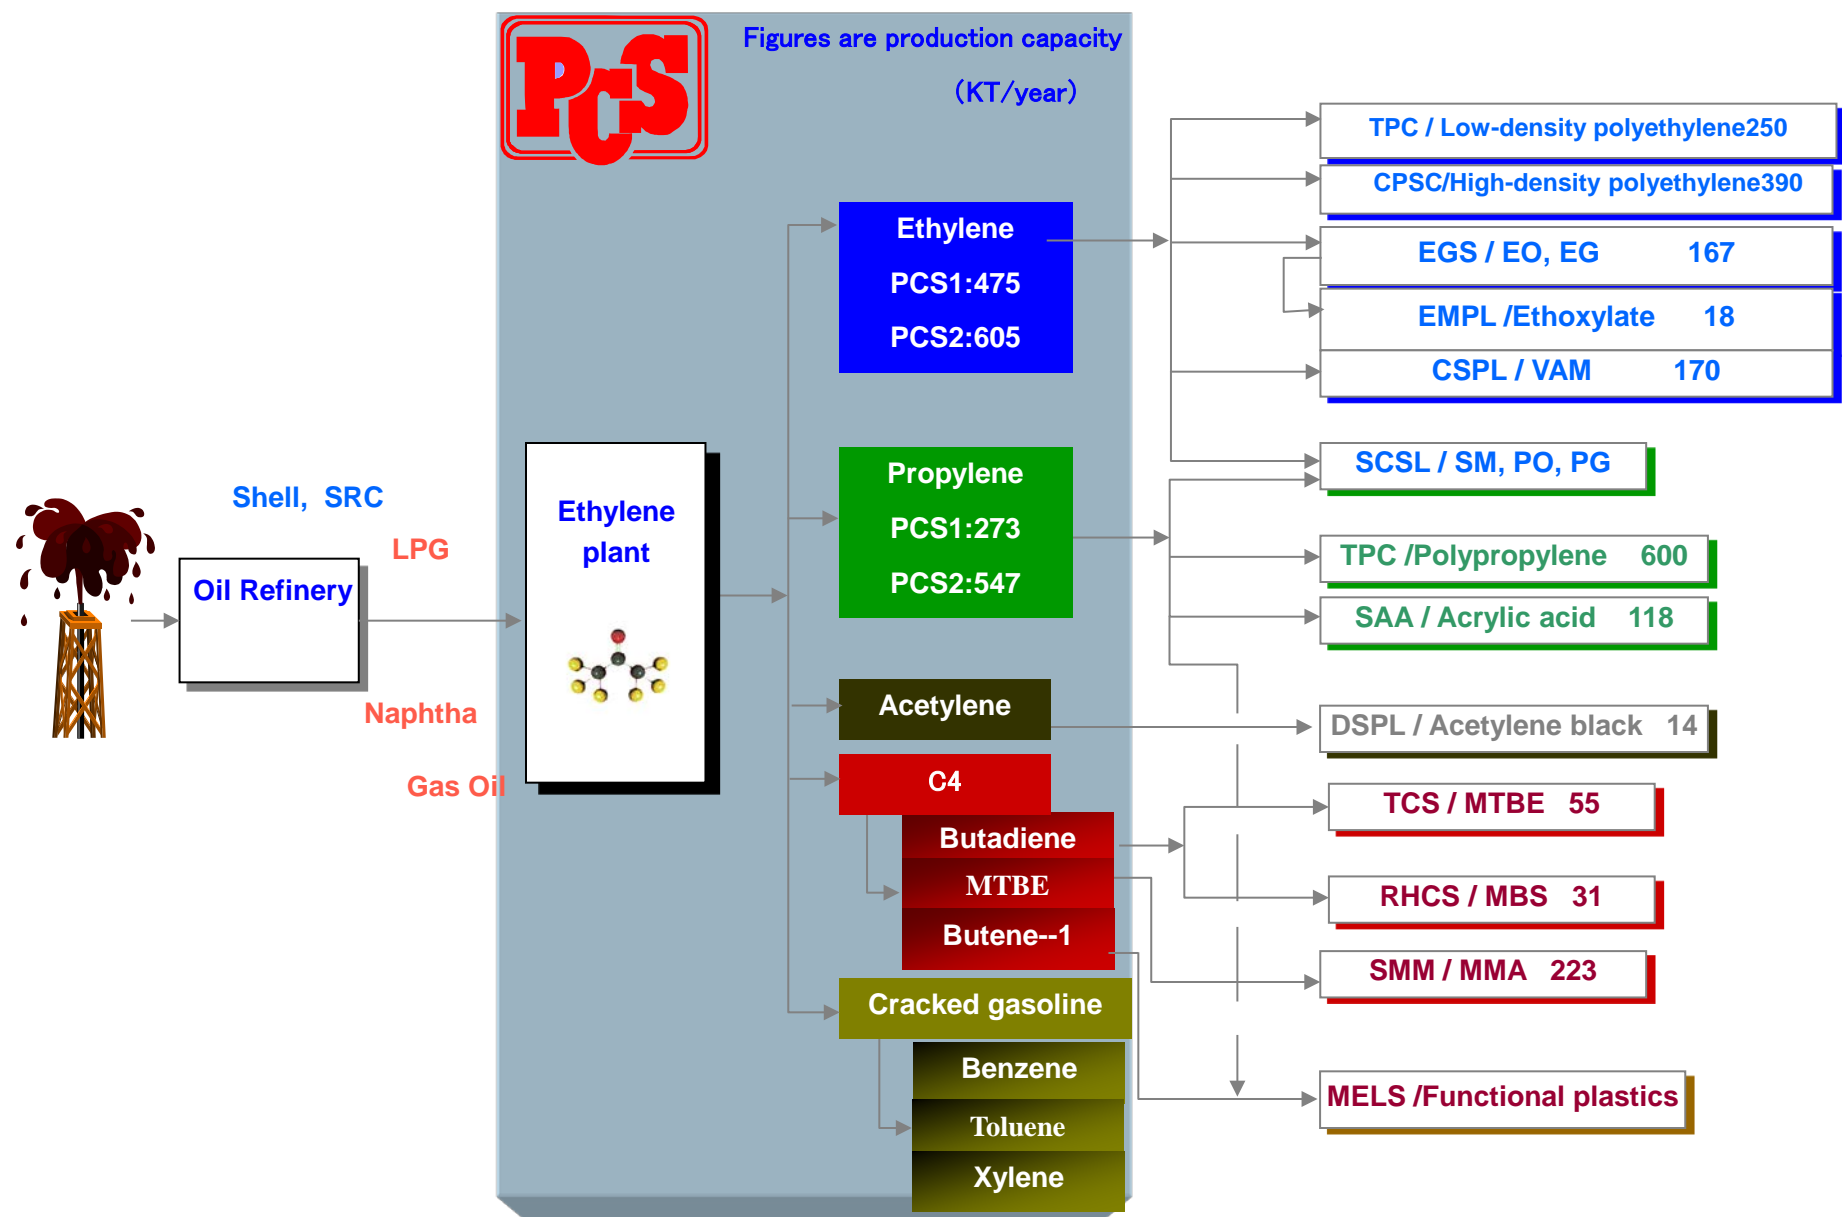 PCS
Figures are production capacity
(KT/year)
TPC / Low-density polyethylene250
CPSC/High-density polyethylene390
Ethylene
PCS1:475
PCS2:605
EGS / EO, EG 167
EMPL /Ethoxylate 18
CSPL / VAM 170
Propylene
PCS1:273
PCS2:547
SCSL / SM, PO, PG
Shell, SRC
LPG
Oil Refinery
Ethylene
plant
TPC /Polypropylene 600
SAA / Acrylic acid 118
Naphtha
Gas Oil
Acetylene
DSPL / Acetylene black 14
C4
Butadiene
MTBE
Butene--1
TCS / MTBE 55
RHCS / MBS 31
SMM / MMA 223
Cracked gasoline
Benzene
Toluene
Xylene
MELS /Functional plastics